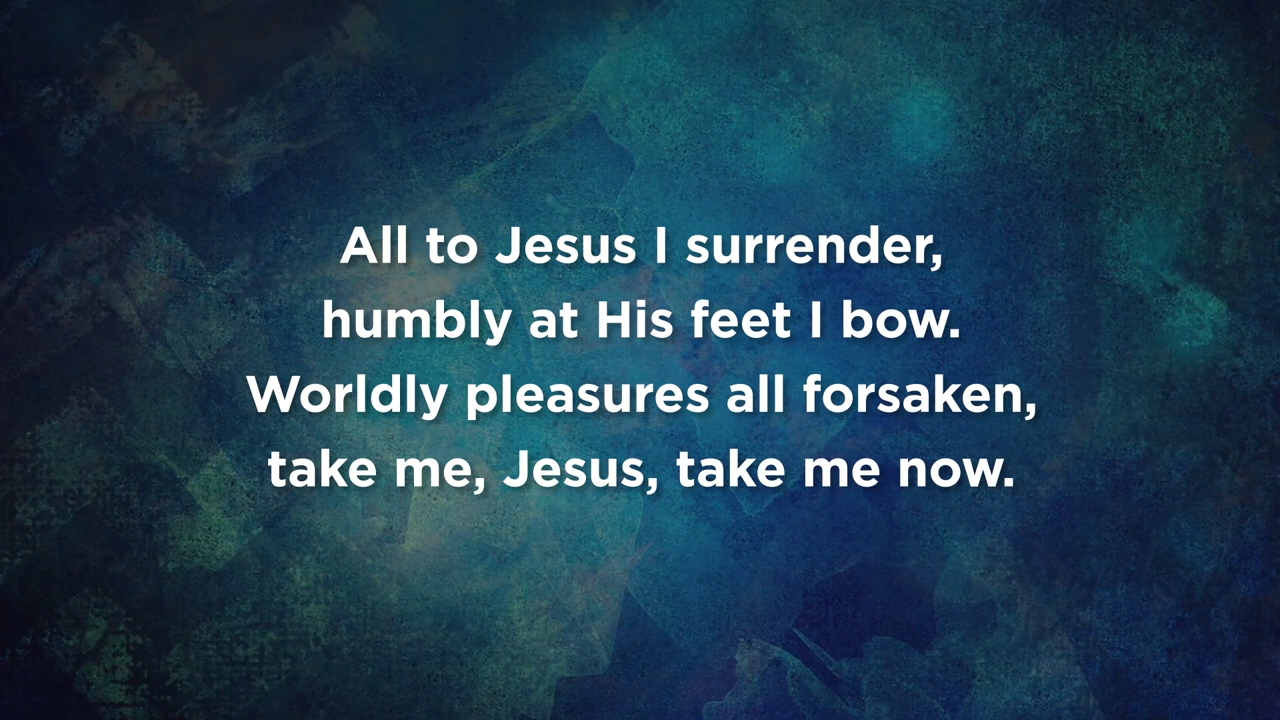 All to Jesus I surrender,
humbly at His feet I bow.
Worldly pleasures all forsaken,
take me, Jesus, take me now.